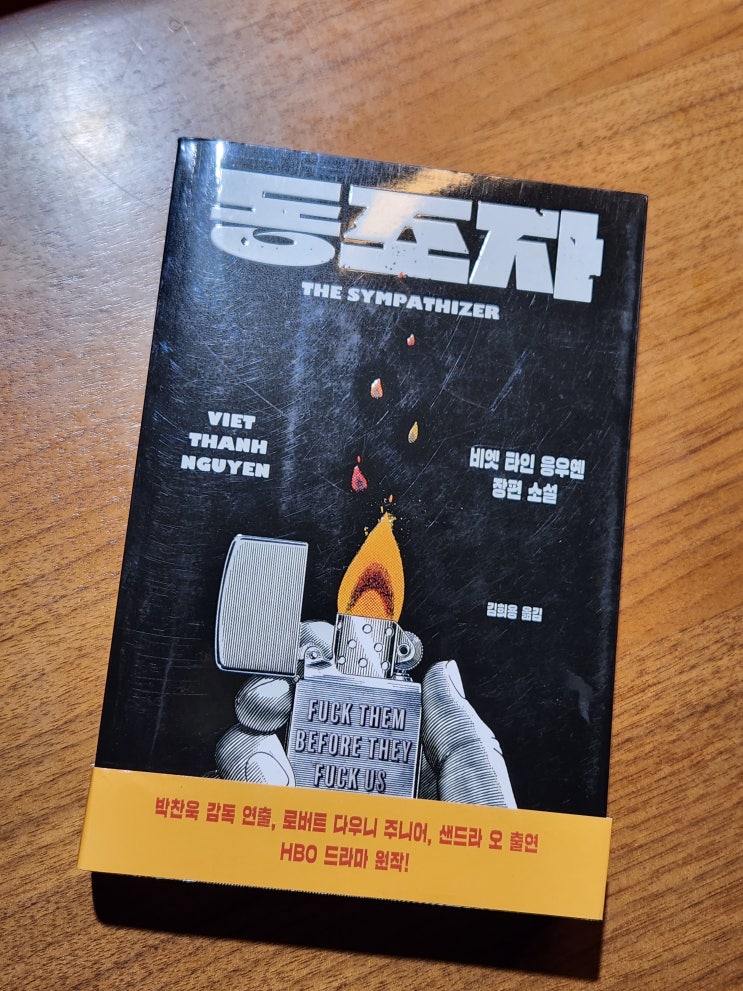 동조자
THE SYMPATHIZER
VIET
THANH
NGUYEN
비엣 타인 응우옌
장편 소설
김희용 옮김
FUCK THEM
BEFORE THEY
FUCK US
박찬욱 감독 연출, 로버트 다우니 주니어, 샌드라 오 출연
HBO 드라마 원작!